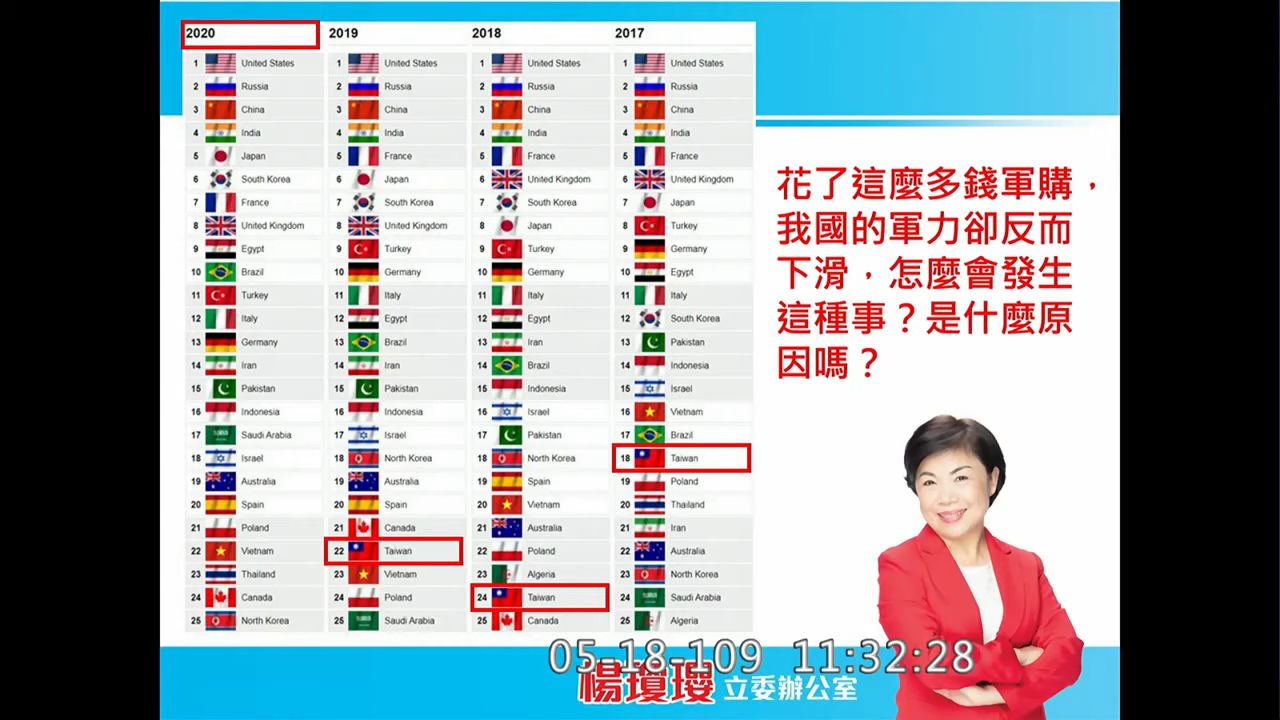 2020 2019 2018 2017
1 United States 1 United States 1 United States 1 United States
2 Russia 2 Russia 2 Russia 2 Russia
3 China 3 China 3 China 3 China
4 India 4 India 4 India 4 India
5 Japan 5 France 5 France 5 France
6 South Korea 6 Japan 6 United Kingdom 6 United Kingdom
7 France 7 South Korea 7 South Korea 7 Japan
8 United Kingdom 8 United Kingdom 8 Japan 8 Turkey
9 Egypt 9 Turkey 9 Turkey 9 Germany
10 Brazil 10 Germany 10 Germany 10 Egypt
11 Turkey 11 Italy 11 Italy 11 Italy
12 Italy 12 Egypt 12 Egypt 12 South Korea
13 Germany 13 Brazil 13 Iran 13 Pakistan
14 Iran 14 Iran 14 Brazil 14 Indonesia
15 Pakistan 15 Pakistan 15 Indonesia 15 Israel
16 Indonesia 16 Indonesia 16 Israel 16 Vietnam
17 Saudi Arabia 17 Israel 17 Pakistan 17 Brazil
18 Israel 18 North Korea 18 North Korea 18 Taiwan
19 Australia 19 Australia 19 Spain 19 Poland
20 Spain 20 Spain 20 Vietnam 20 Thailand
21 Poland 21 Canada 21 Australia 21 Iran
22 Vietnam 22 Taiwan 22 Poland 22 Australia
23 Thailand 23 Vietnam 23 Algeria 23 North Korea
24 Canada 24 Poland 24 Taiwan 24 Saudi Arabia
25 North Korea 25 Saudi Arabia 25 Canada 25 Algeria
花了這麼多錢軍購，
我國的軍力卻反而
下滑，怎麼會發生
這種事？是什麼原
因嗎？
05-18-109 11:32:28
楊瓊瓔 立委辦公室